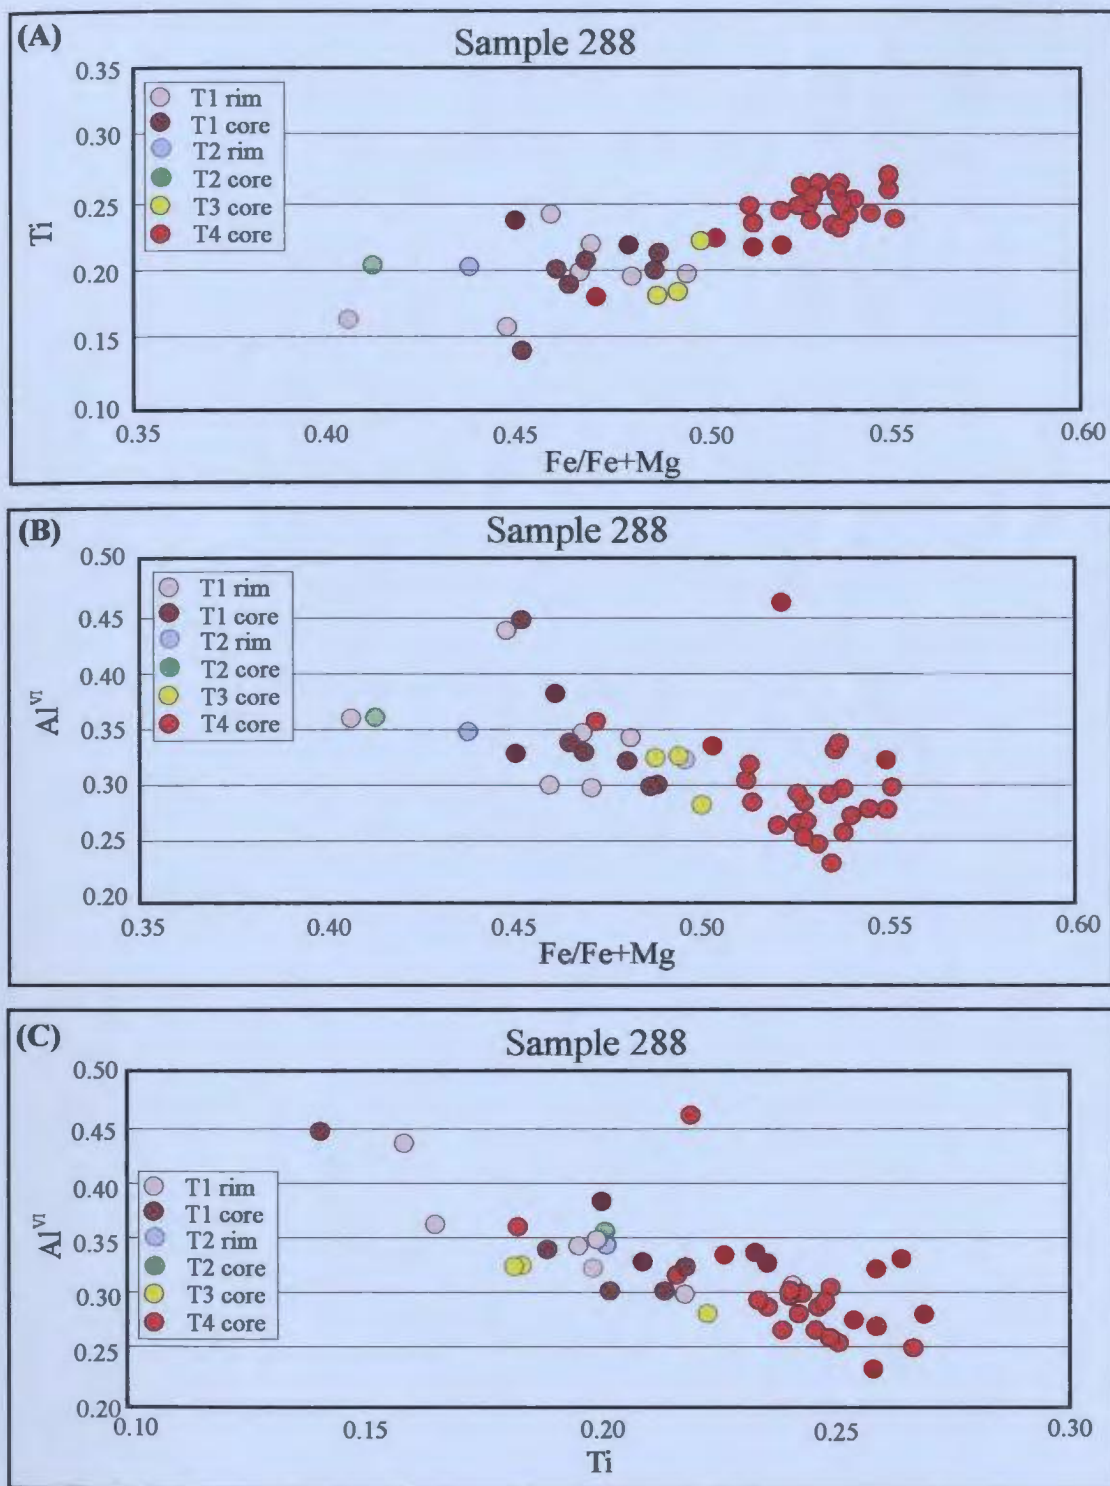 (A)
Sample 288
0.35
0.30
0.25
0.20
0.15
0.10
Ti
T1 rim
T1 core
T2 rim
T2 core
T3 core
T4 core
0.35 0.40 0.45 0.50 0.55 0.60
Fe/Fe+Mg
(B)
Sample 288
0.50
0.45
0.40
0.35
0.30
0.25
0.20
Al^VI
T1 rim
T1 core
T2 rim
T2 core
T3 core
T4 core
0.35 0.40 0.45 0.50 0.55 0.60
Fe/Fe+Mg
(C)
Sample 288
0.50
0.45
0.40
0.35
0.30
0.25
0.20
Al^VI
T1 rim
T1 core
T2 rim
T2 core
T3 core
T4 core
0.10 0.15 0.20 0.25 0.30
Ti